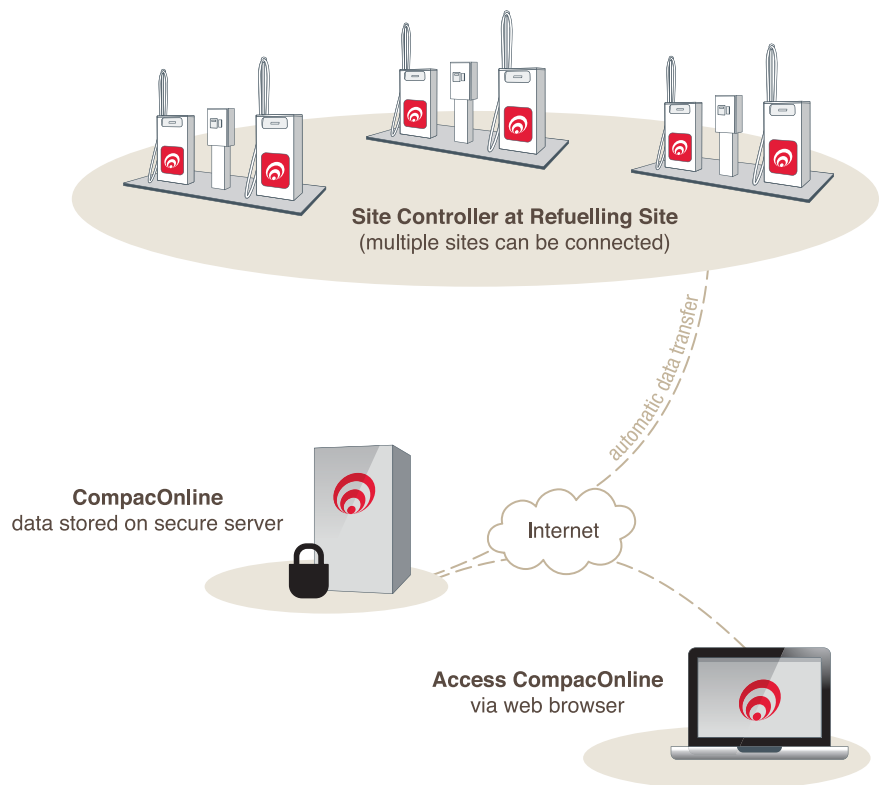 Site Controller at Refuelling Site
(multiple sites can be connected)
automatic data transfer
CompacOnline
data stored on secure server
Internet
Access CompacOnline
via web browser